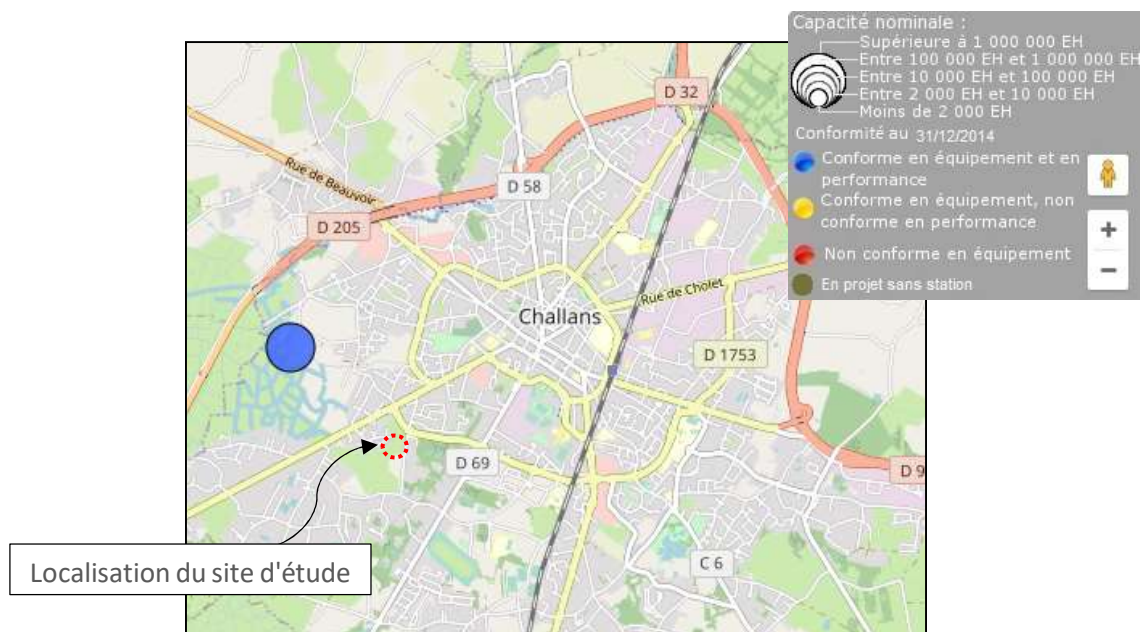 Capacité nominale :
Supérieure à 1 000 000 EH
Entre 100 000 EH et 1 000 000 EH
Entre 10 000 EH et 100 000 EH
Entre 2 000 EH et 10 000 EH
Moins de 2 000 EH
Conformité au 31/12/2014
Conforme en équipement et en
performance
Conforme en équipement, non
conforme en performance
Non conforme en équipement
En projet sans station
+
−
D 32
Rue de Beauvoir
D 58
D 205
Rue de Cholet
Challans
D 1753
D 69
D 9
C 6
Localisation du site d'étude